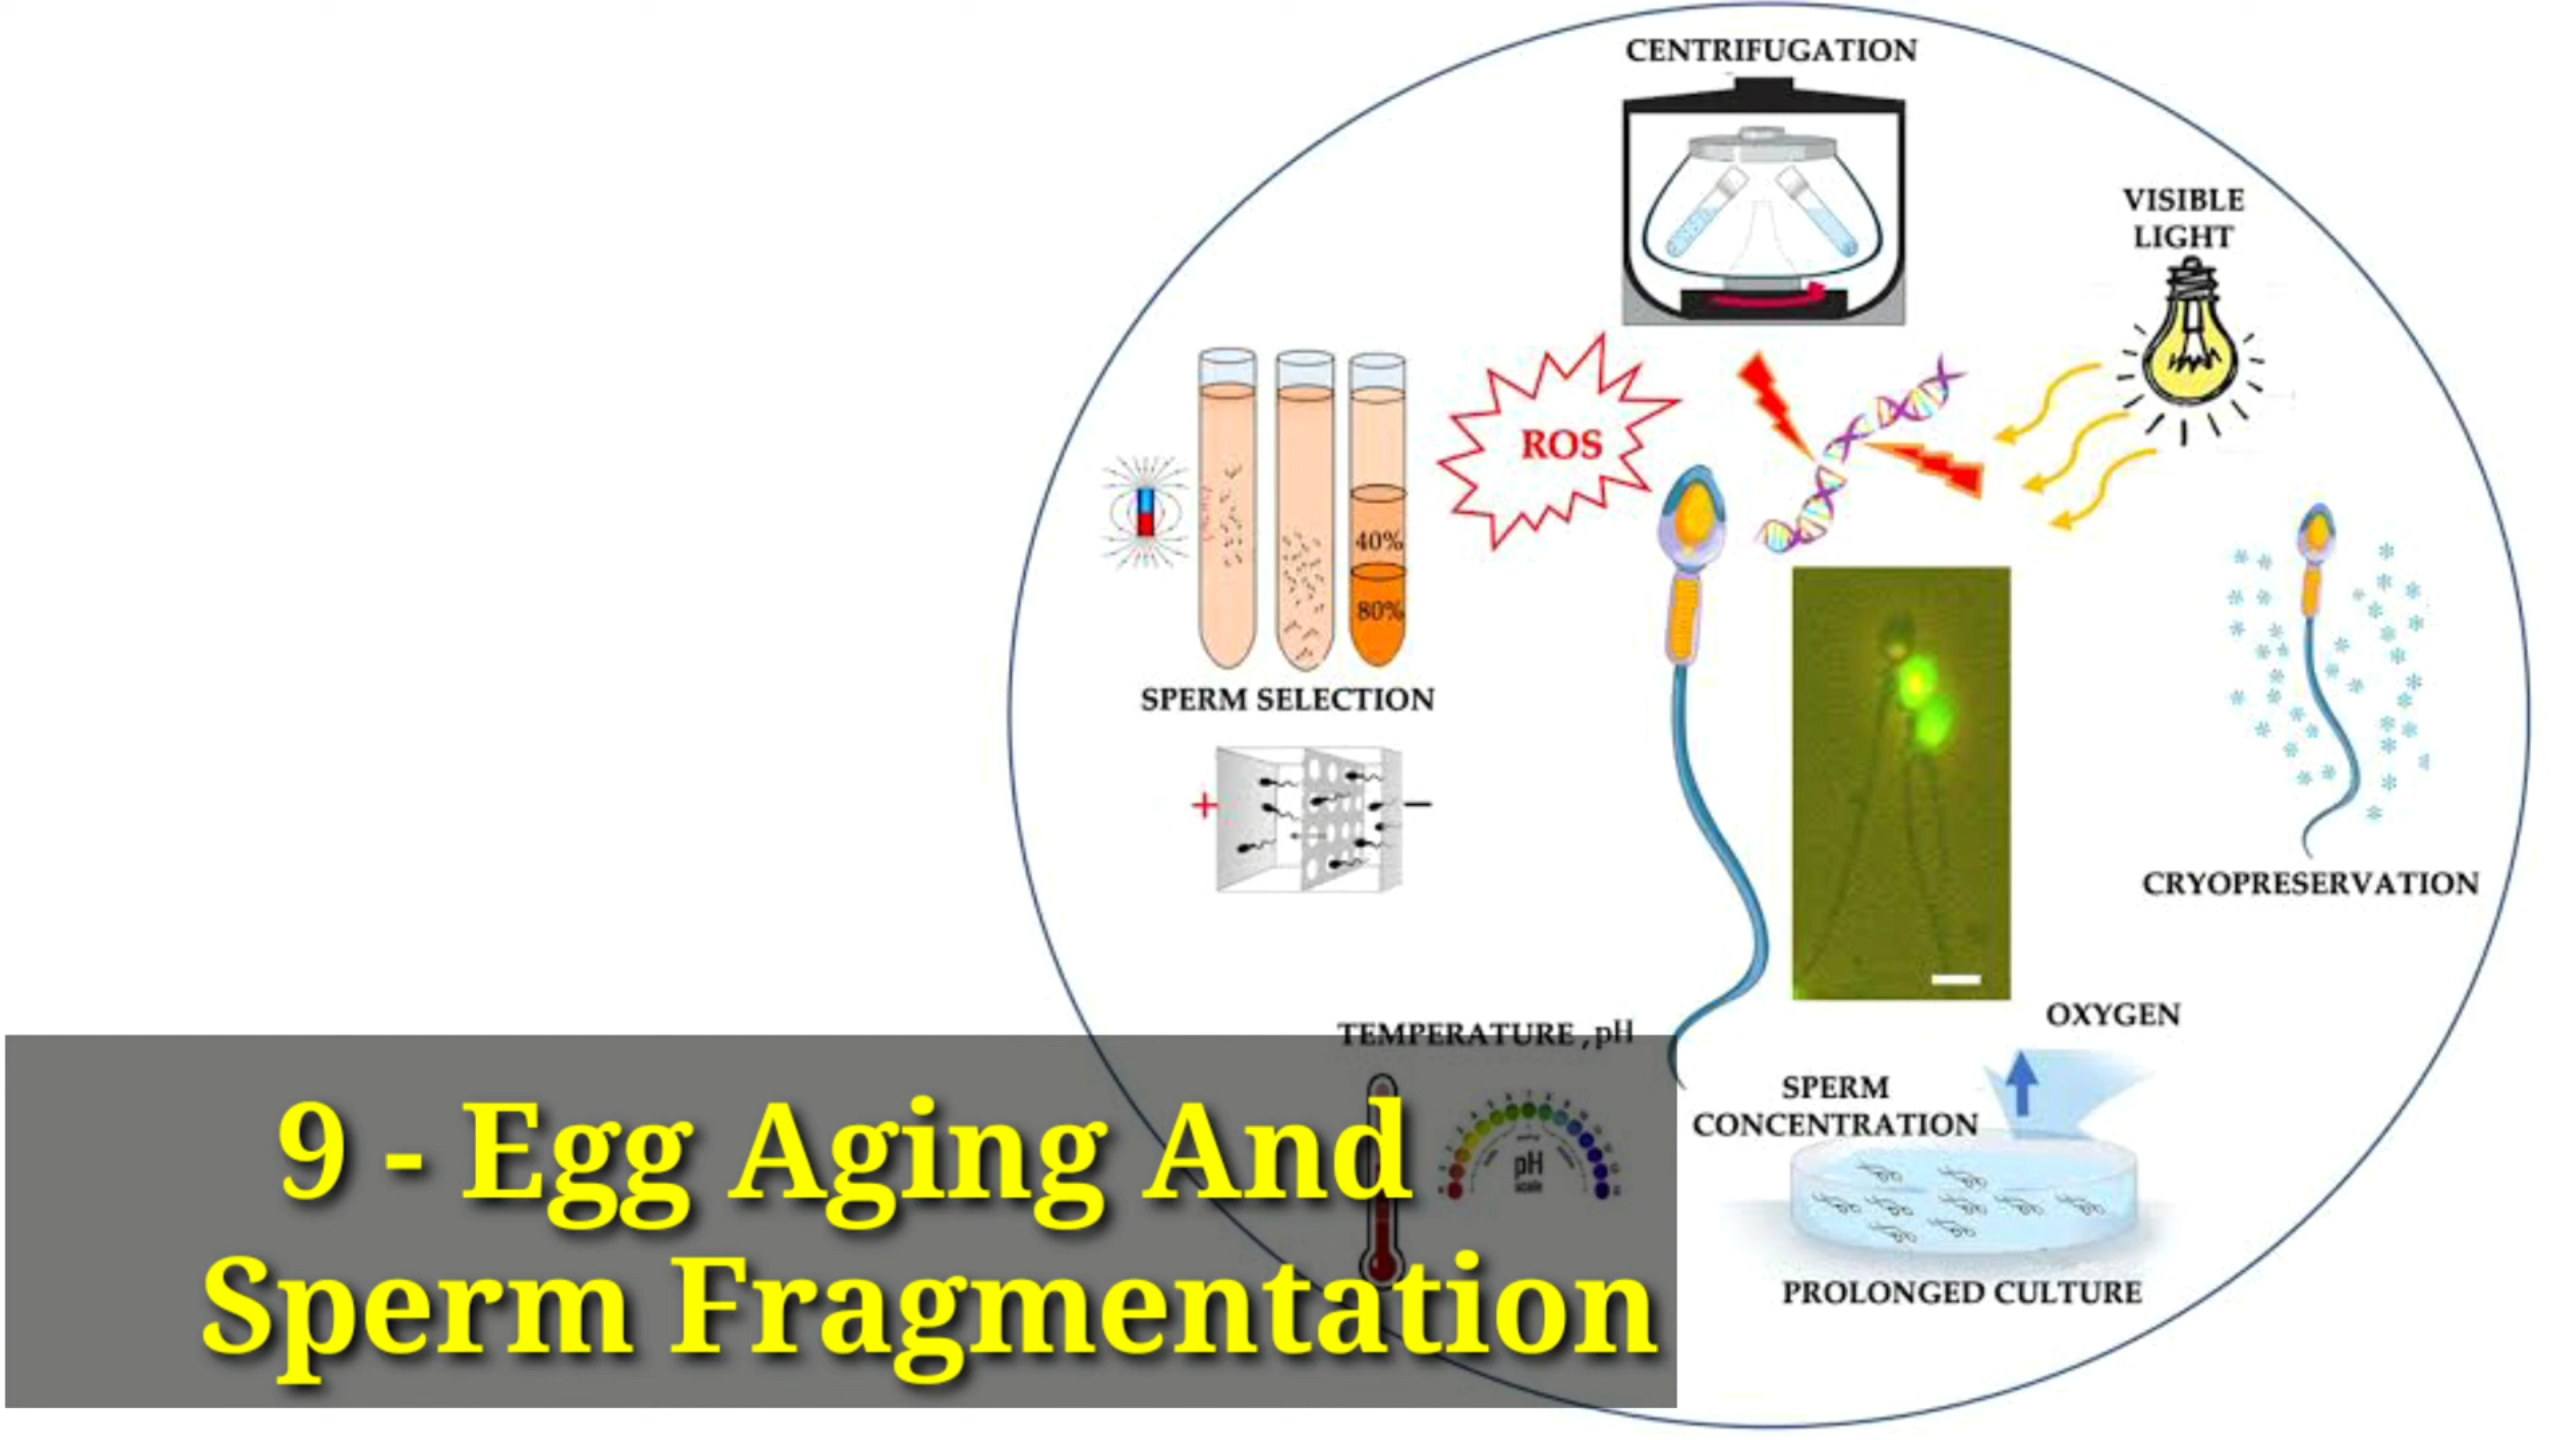 CENTRIFUGATION
VISIBLE
LIGHT
ROS
40%
80%
SPERM SELECTION
+
−
CRYOPRESERVATION
OXYGEN
TEMPERATURE , pH
SPERM
CONCENTRATION
pH
scale
PROLONGED CULTURE
9 - Egg Aging And
Sperm Fragmentation